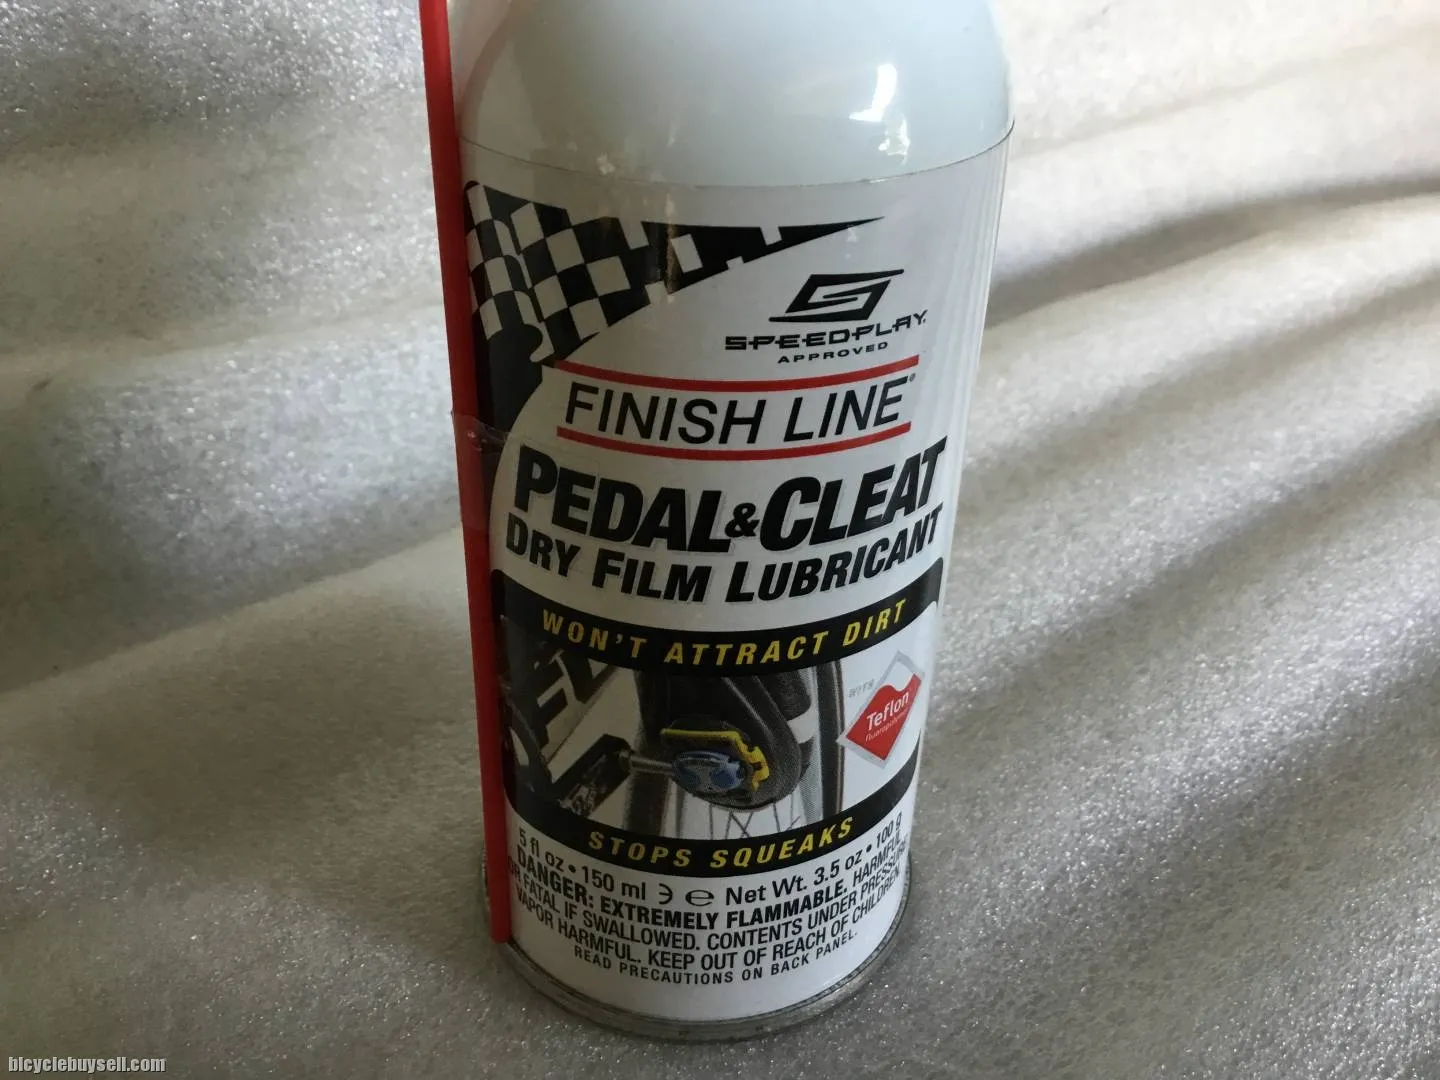 SPEEDPLAY
APPROVED
FINISH LINE®
PEDAL & CLEAT
DRY FILM LUBRICANT
WON'T ATTRACT DIRT
WITH
Teflon
fluoropolymer
STOPS SQUEAKS
5 fl oz • 150 ml ℮ Net Wt. 3.5 oz • 100 g
DANGER: EXTREMELY FLAMMABLE. HARMFUL
OR FATAL IF SWALLOWED. CONTENTS UNDER PRESSURE
VAPOR HARMFUL. KEEP OUT OF REACH OF CHILDREN.
READ PRECAUTIONS ON BACK PANEL.
bicyclebuysell.com